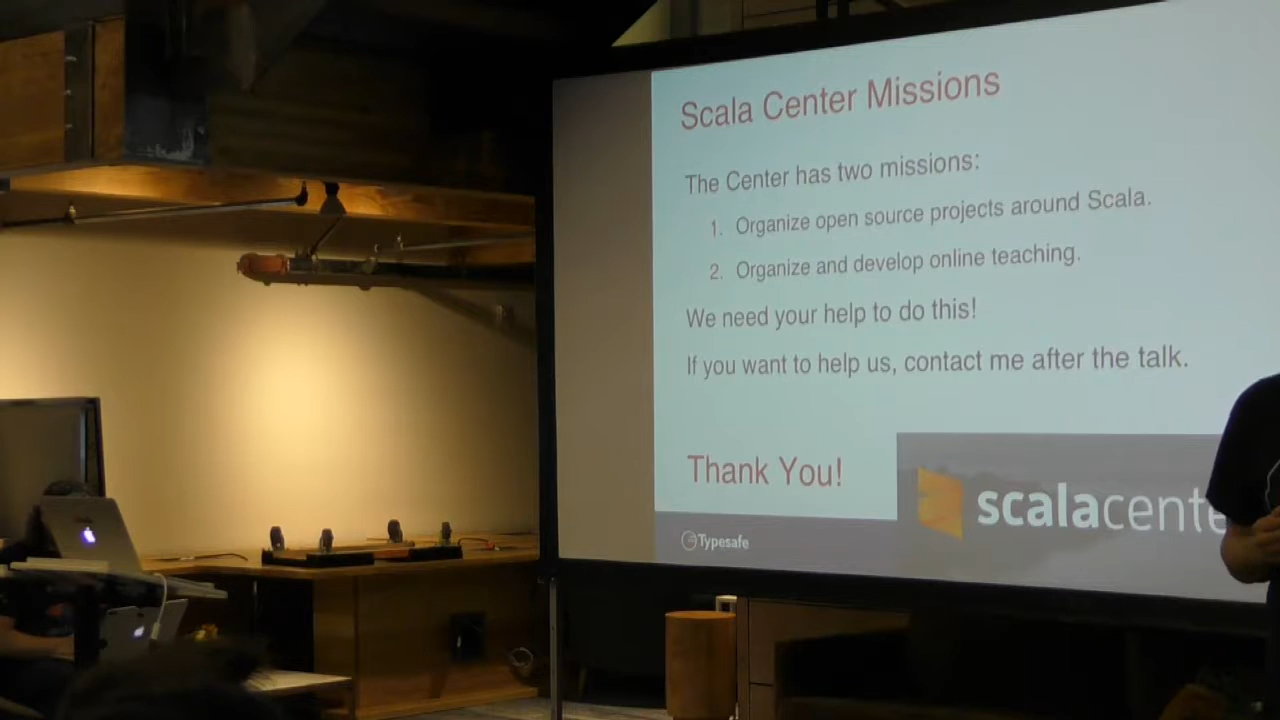 Scala Center Missions
The Center has two missions:
1. Organize open source projects around Scala.
2. Organize and develop online teaching.
We need your help to do this!
If you want to help us, contact me after the talk.
Thank You!
scalacente
Typesafe